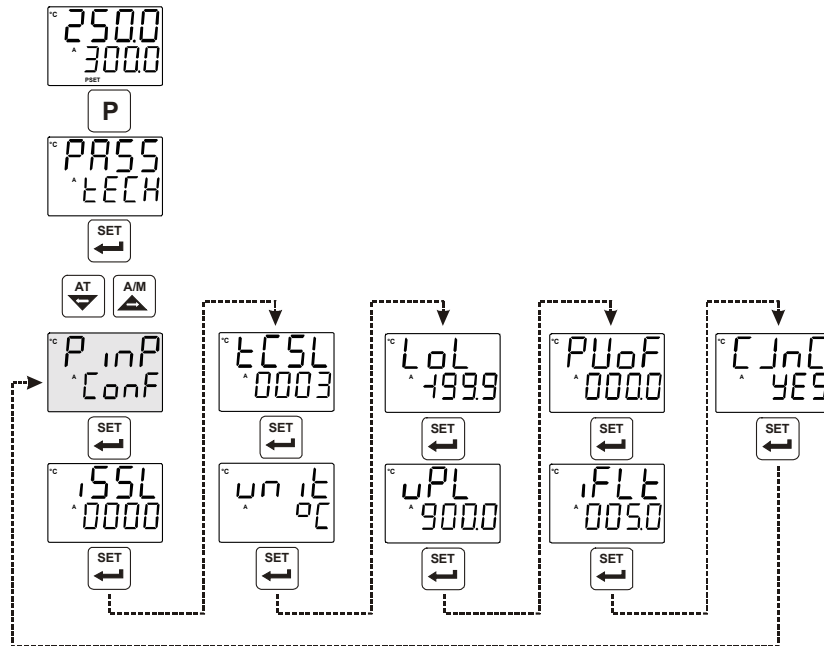 °C 250.0
A 300.0
PSET
P
°C PASS
A tECH
SET
AT
A/M
°C P inP
A ConF
SET
°C iSSL
A 0000
SET
°C tCSL
A 0003
SET
°C unit
A °C
SET
°C LoL
A -199.9
SET
°C uPL
A 900.0
SET
°C PUoF
A 000.0
SET
°C iFLt
A 005.0
SET
°C CJnC
A YES
SET